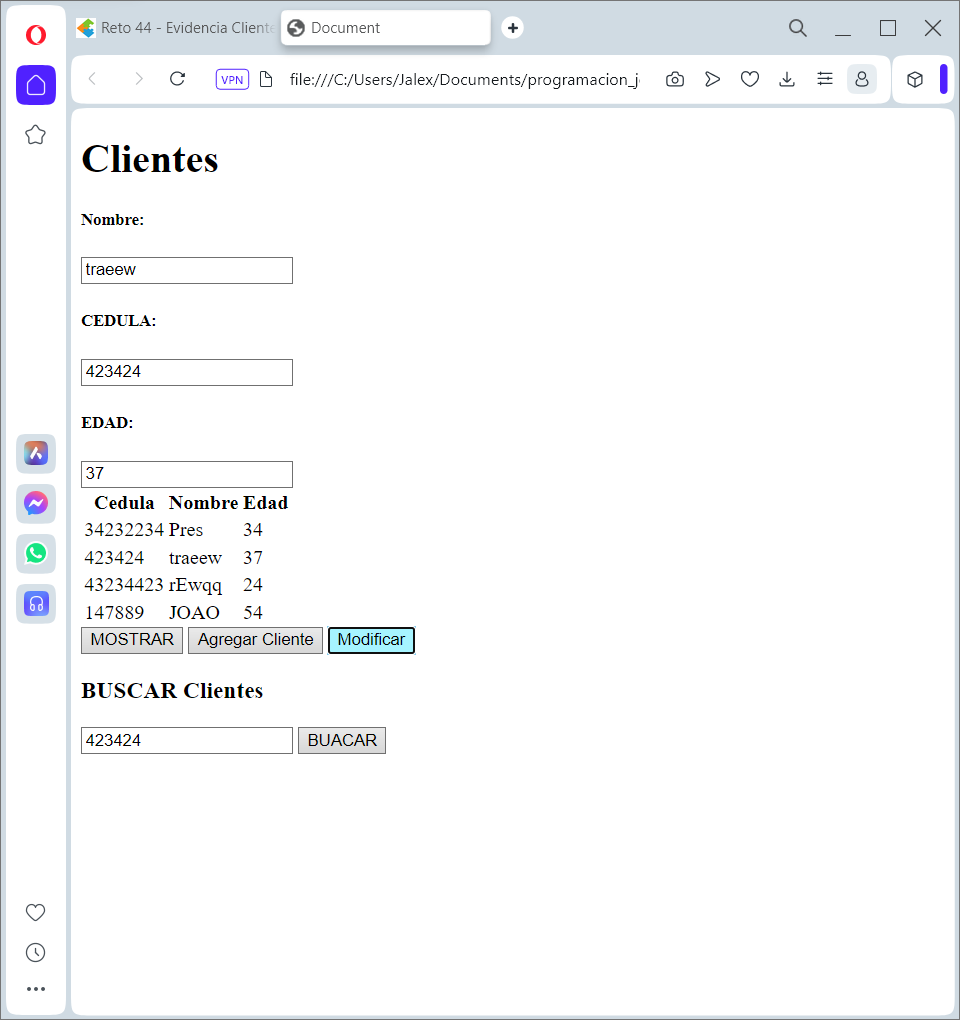 Reto 44 - Evidencia Cliente
Document
VPN
file:///C:/Users/Jalex/Documents/programacion_j
Clientes
Nombre:
traeew
CEDULA:
423424
EDAD:
37
Cedula Nombre Edad
34232234 Pres 34
423424 traeew 37
43234423 rEwqq 24
147889 JOAO 54
MOSTRAR Agregar Cliente Modificar
BUSCAR Clientes
423424 BUACAR